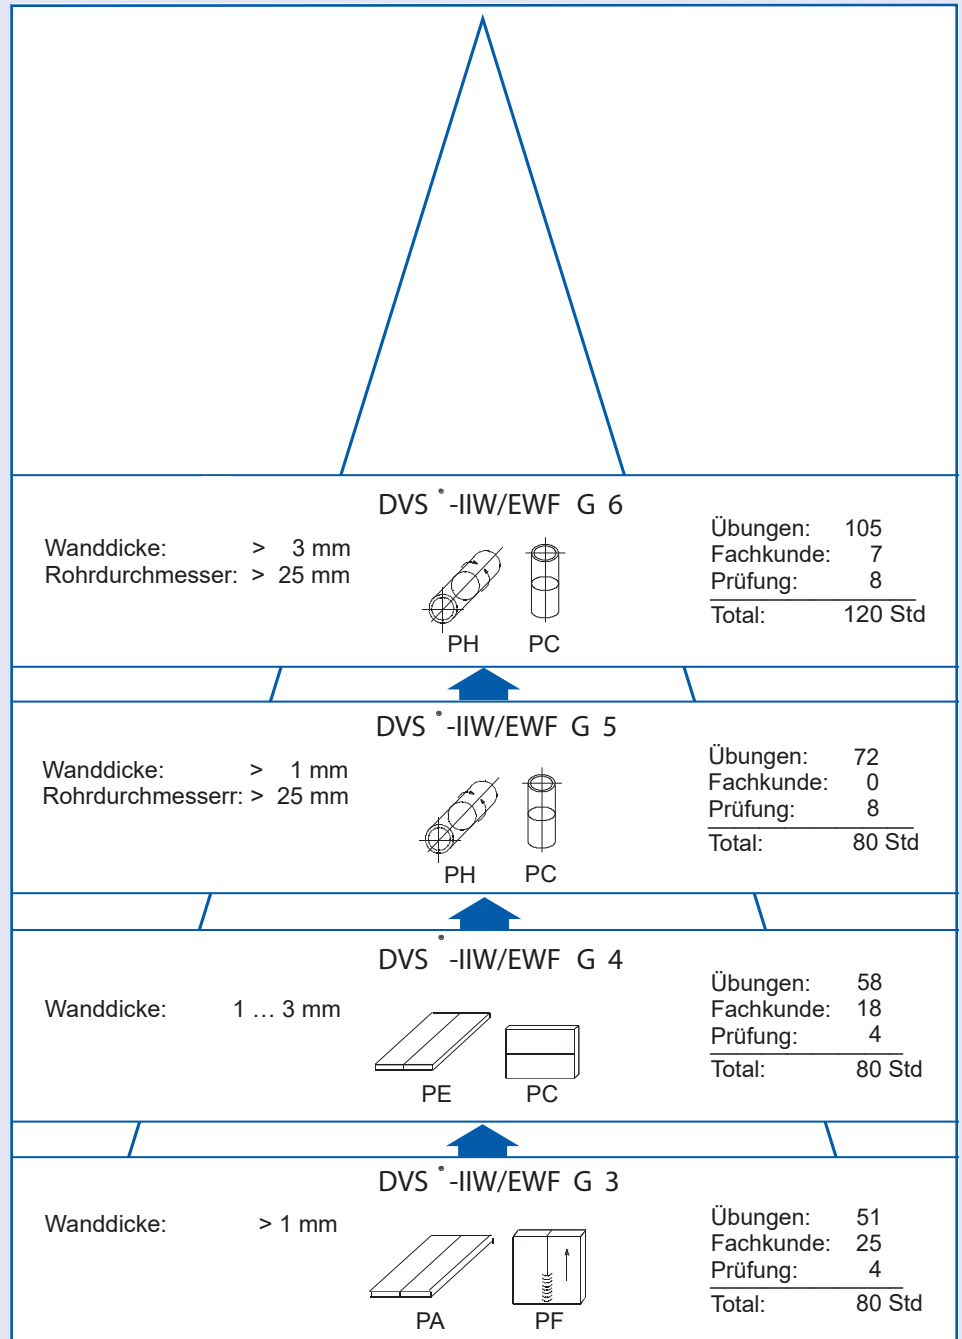 DVS®-IIW/EWF G 6
Wanddicke: > 3 mm
Rohrdurchmesser: > 25 mm
Übungen: 105
Fachkunde: 7
Prüfung: 8
Total: 120 Std
PH PC
DVS®-IIW/EWF G 5
Wanddicke: > 1 mm
Rohrdurchmesserr: > 25 mm
Übungen: 72
Fachkunde: 0
Prüfung: 8
Total: 80 Std
PH PC
DVS®-IIW/EWF G 4
Wanddicke: 1 … 3 mm
Übungen: 58
Fachkunde: 18
Prüfung: 4
Total: 80 Std
PE PC
DVS®-IIW/EWF G 3
Wanddicke: > 1 mm
Übungen: 51
Fachkunde: 25
Prüfung: 4
Total: 80 Std
PA PF